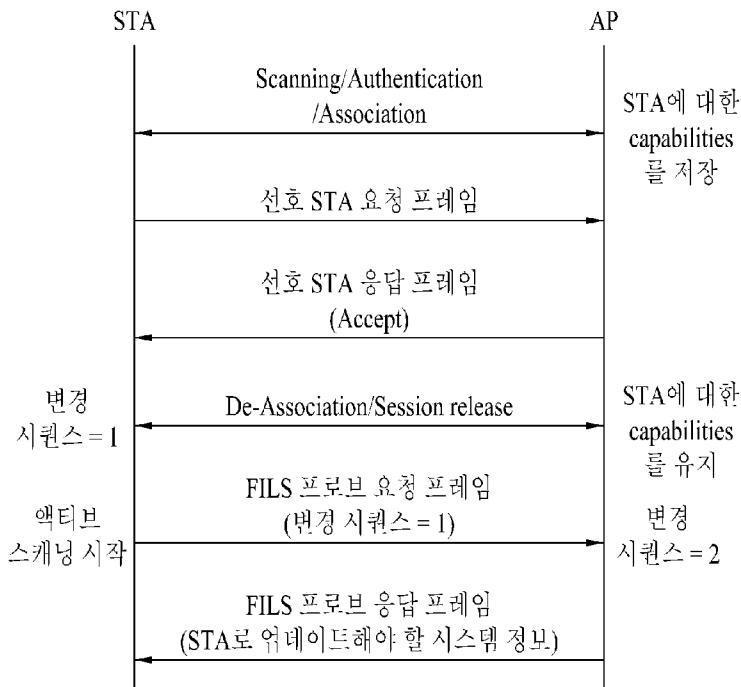 STA
AP
Scanning/Authentication
/Association
STA에 대한
capabilities
를 저장
선호 STA 요청 프레임
선호 STA 응답 프레임
(Accept)
변경
시퀀스 = 1
De-Association/Session release
STA에 대한
capabilities
를 유지
FILS 프로브 요청 프레임
(변경 시퀀스 = 1)
액티브
스캐닝 시작
변경
시퀀스 = 2
FILS 프로브 응답 프레임
(STA로 업데이트해야 할 시스템 정보)